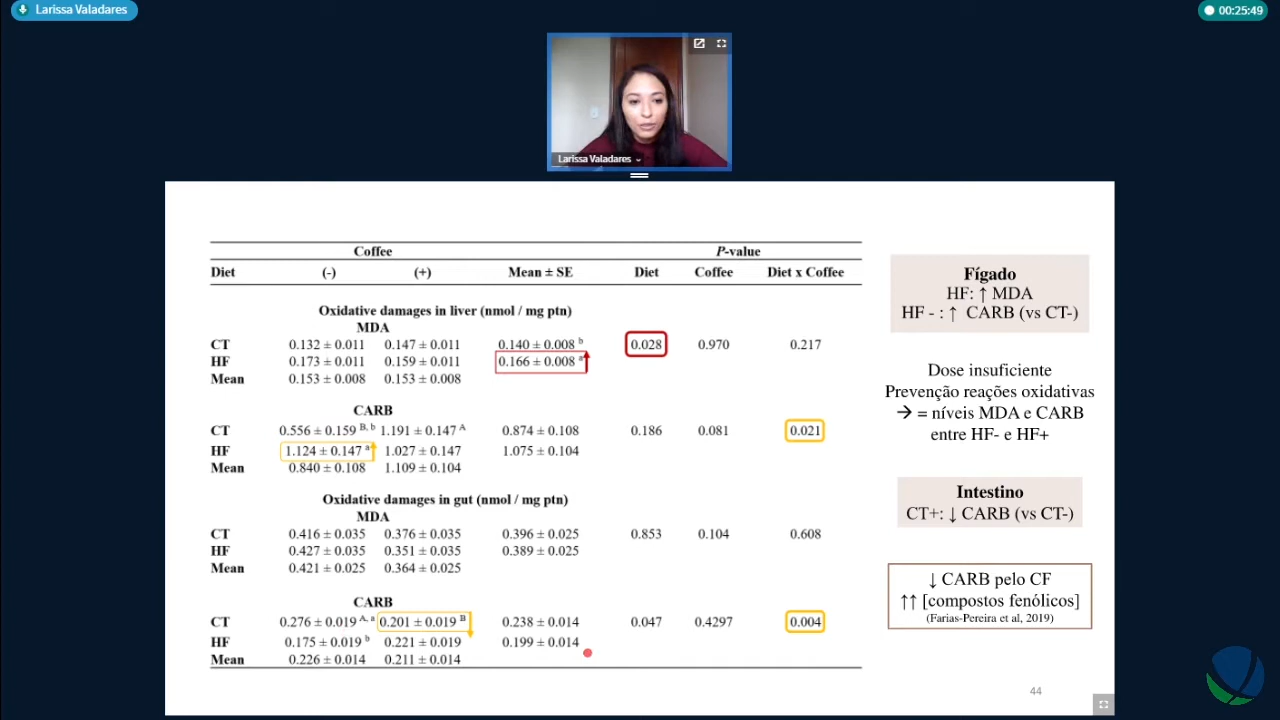 Larissa Valadares
00:25:49
Larissa Valadares
Coffee P-value
Diet (-) (+) Mean ± SE Diet Coffee Diet x Coffee
Oxidative damages in liver (nmol / mg ptn)
MDA
CT 0.132 ± 0.011 0.147 ± 0.011 0.140 ± 0.008 b 0.028 0.970 0.217
HF 0.173 ± 0.011 0.159 ± 0.011 0.166 ± 0.008 a
Mean 0.153 ± 0.008 0.153 ± 0.008
CARB
CT 0.556 ± 0.159 B, b 1.191 ± 0.147 A 0.874 ± 0.108 0.186 0.081 0.021
HF 1.124 ± 0.147 a 1.027 ± 0.147 1.075 ± 0.104
Mean 0.840 ± 0.108 1.109 ± 0.104
Oxidative damages in gut (nmol / mg ptn)
MDA
CT 0.416 ± 0.035 0.376 ± 0.035 0.396 ± 0.025 0.853 0.104 0.608
HF 0.427 ± 0.035 0.351 ± 0.035 0.389 ± 0.025
Mean 0.421 ± 0.025 0.364 ± 0.025
CARB
CT 0.276 ± 0.019 A, a 0.201 ± 0.019 B 0.238 ± 0.014 0.047 0.4297 0.004
HF 0.175 ± 0.019 b 0.221 ± 0.019 0.199 ± 0.014
Mean 0.226 ± 0.014 0.211 ± 0.014
Fígado
HF: ↑ MDA
HF - : ↑ CARB (vs CT-)
Dose insuficiente
Prevenção reações oxidativas
→ = níveis MDA e CARB
entre HF- e HF+
Intestino
CT+: ↓ CARB (vs CT-)
↓ CARB pelo CF
↑↑ [compostos fenólicos]
(Farias-Pereira et al, 2019)
44